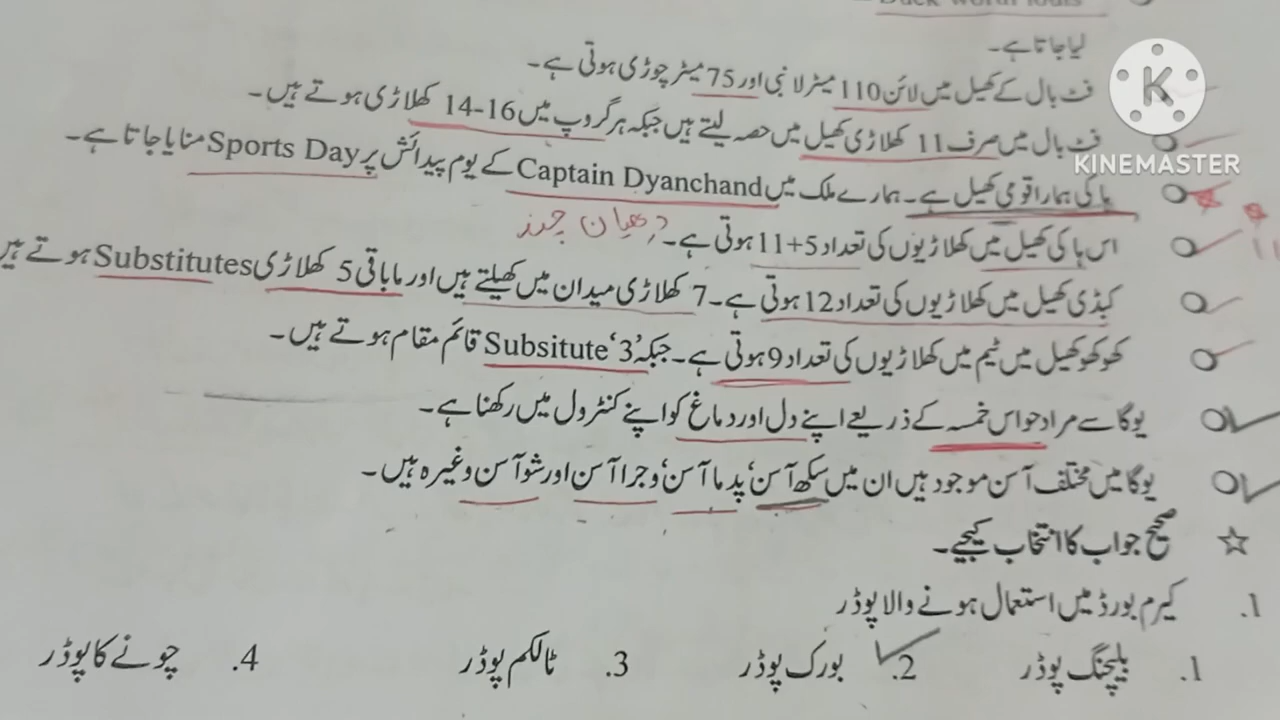 Duck worth louis
لیا جاتا ہے۔
فٹ بال کے کھیل میں لائن 110 میٹر لانبی اور 75 میٹر چوڑی ہوتی ہے۔
فٹ بال میں صرف 11 کھلاڑی کھیل میں حصہ لیتے ہیں جبکہ ہر گروپ میں 16-14 کھلاڑی ہوتے ہیں۔
KINEMASTER
ہاکی ہمارا قومی کھیل ہے۔ ہمارے ملک میں Captain Dyanchand کے یوم پیدائش پر Sports Day منایا جاتا ہے۔
دھیان چند
اس ہاکی کھیل میں کھلاڑیوں کی تعداد 5+11 ہوتی ہے۔
کبڈی کھیل میں کھلاڑیوں کی تعداد 12 ہوتی ہے۔ 7 کھلاڑی میدان میں کھیلتے ہیں اور مابقی 5 کھلاڑی Substitutes ہوتے ہیں
کھوکھو کھیل میں ٹیم میں کھلاڑیوں کی تعداد 9 ہوتی ہے۔ جبکہ '3' Subsitute قائم مقام ہوتے ہیں۔
یوگا سے مراد حواس خمسہ کے ذریعے اپنے دل اور دماغ کو اپنے کنٹرول میں رکھنا ہے۔
یوگا میں مختلف آسن موجود ہیں ان میں سکھ آسن، پدما آسن، وجرا آسن اور شو آسن وغیرہ ہیں۔
☆ صحیح جواب کا انتخاب کیجیے۔
1. کیرم بورڈ میں استعمال ہونے والا پوڈر
1. بلیچنگ پوڈر 2. بورک پوڈر 3. ٹالکم پوڈر 4. چونے کا پوڈر